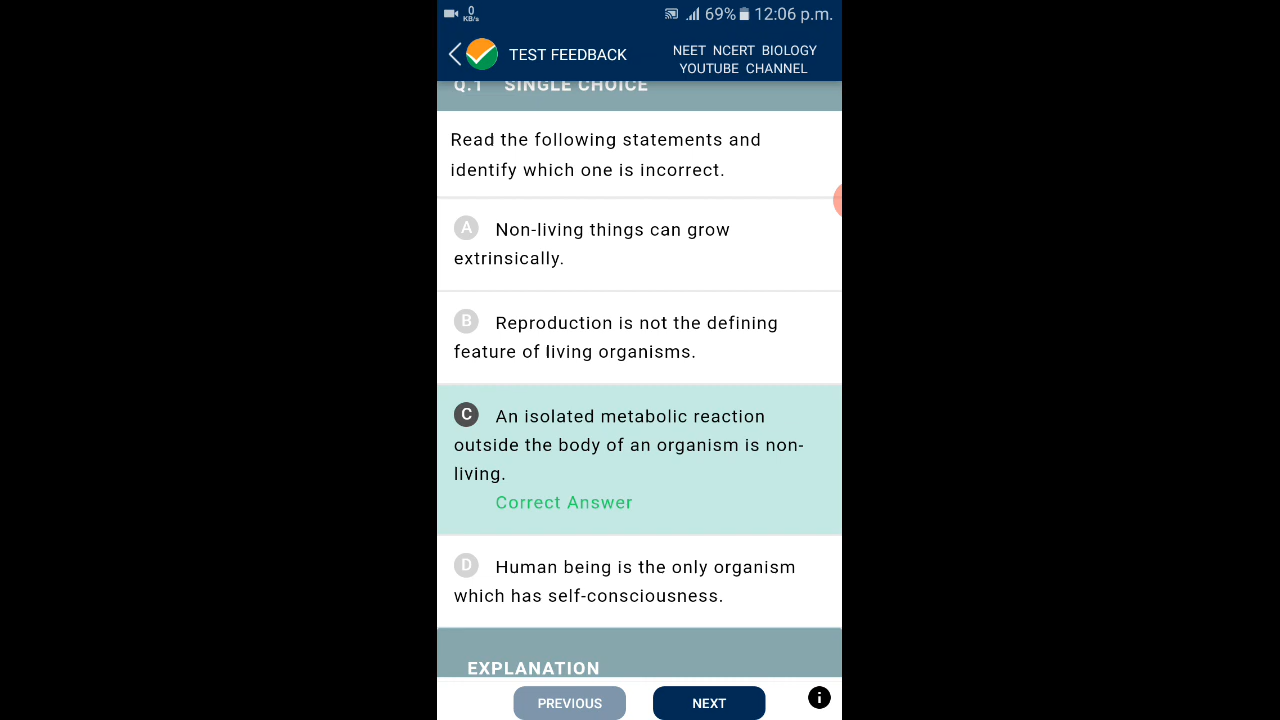 0
KB/s
69% 12:06 p.m.
TEST FEEDBACK
NEET NCERT BIOLOGY
YOUTUBE CHANNEL
Q.1 SINGLE CHOICE
Read the following statements and
identify which one is incorrect.
A Non-living things can grow
extrinsically.
B Reproduction is not the defining
feature of living organisms.
C An isolated metabolic reaction
outside the body of an organism is non-
living.
Correct Answer
D Human being is the only organism
which has self-consciousness.
EXPLANATION
PREVIOUS
NEXT
i